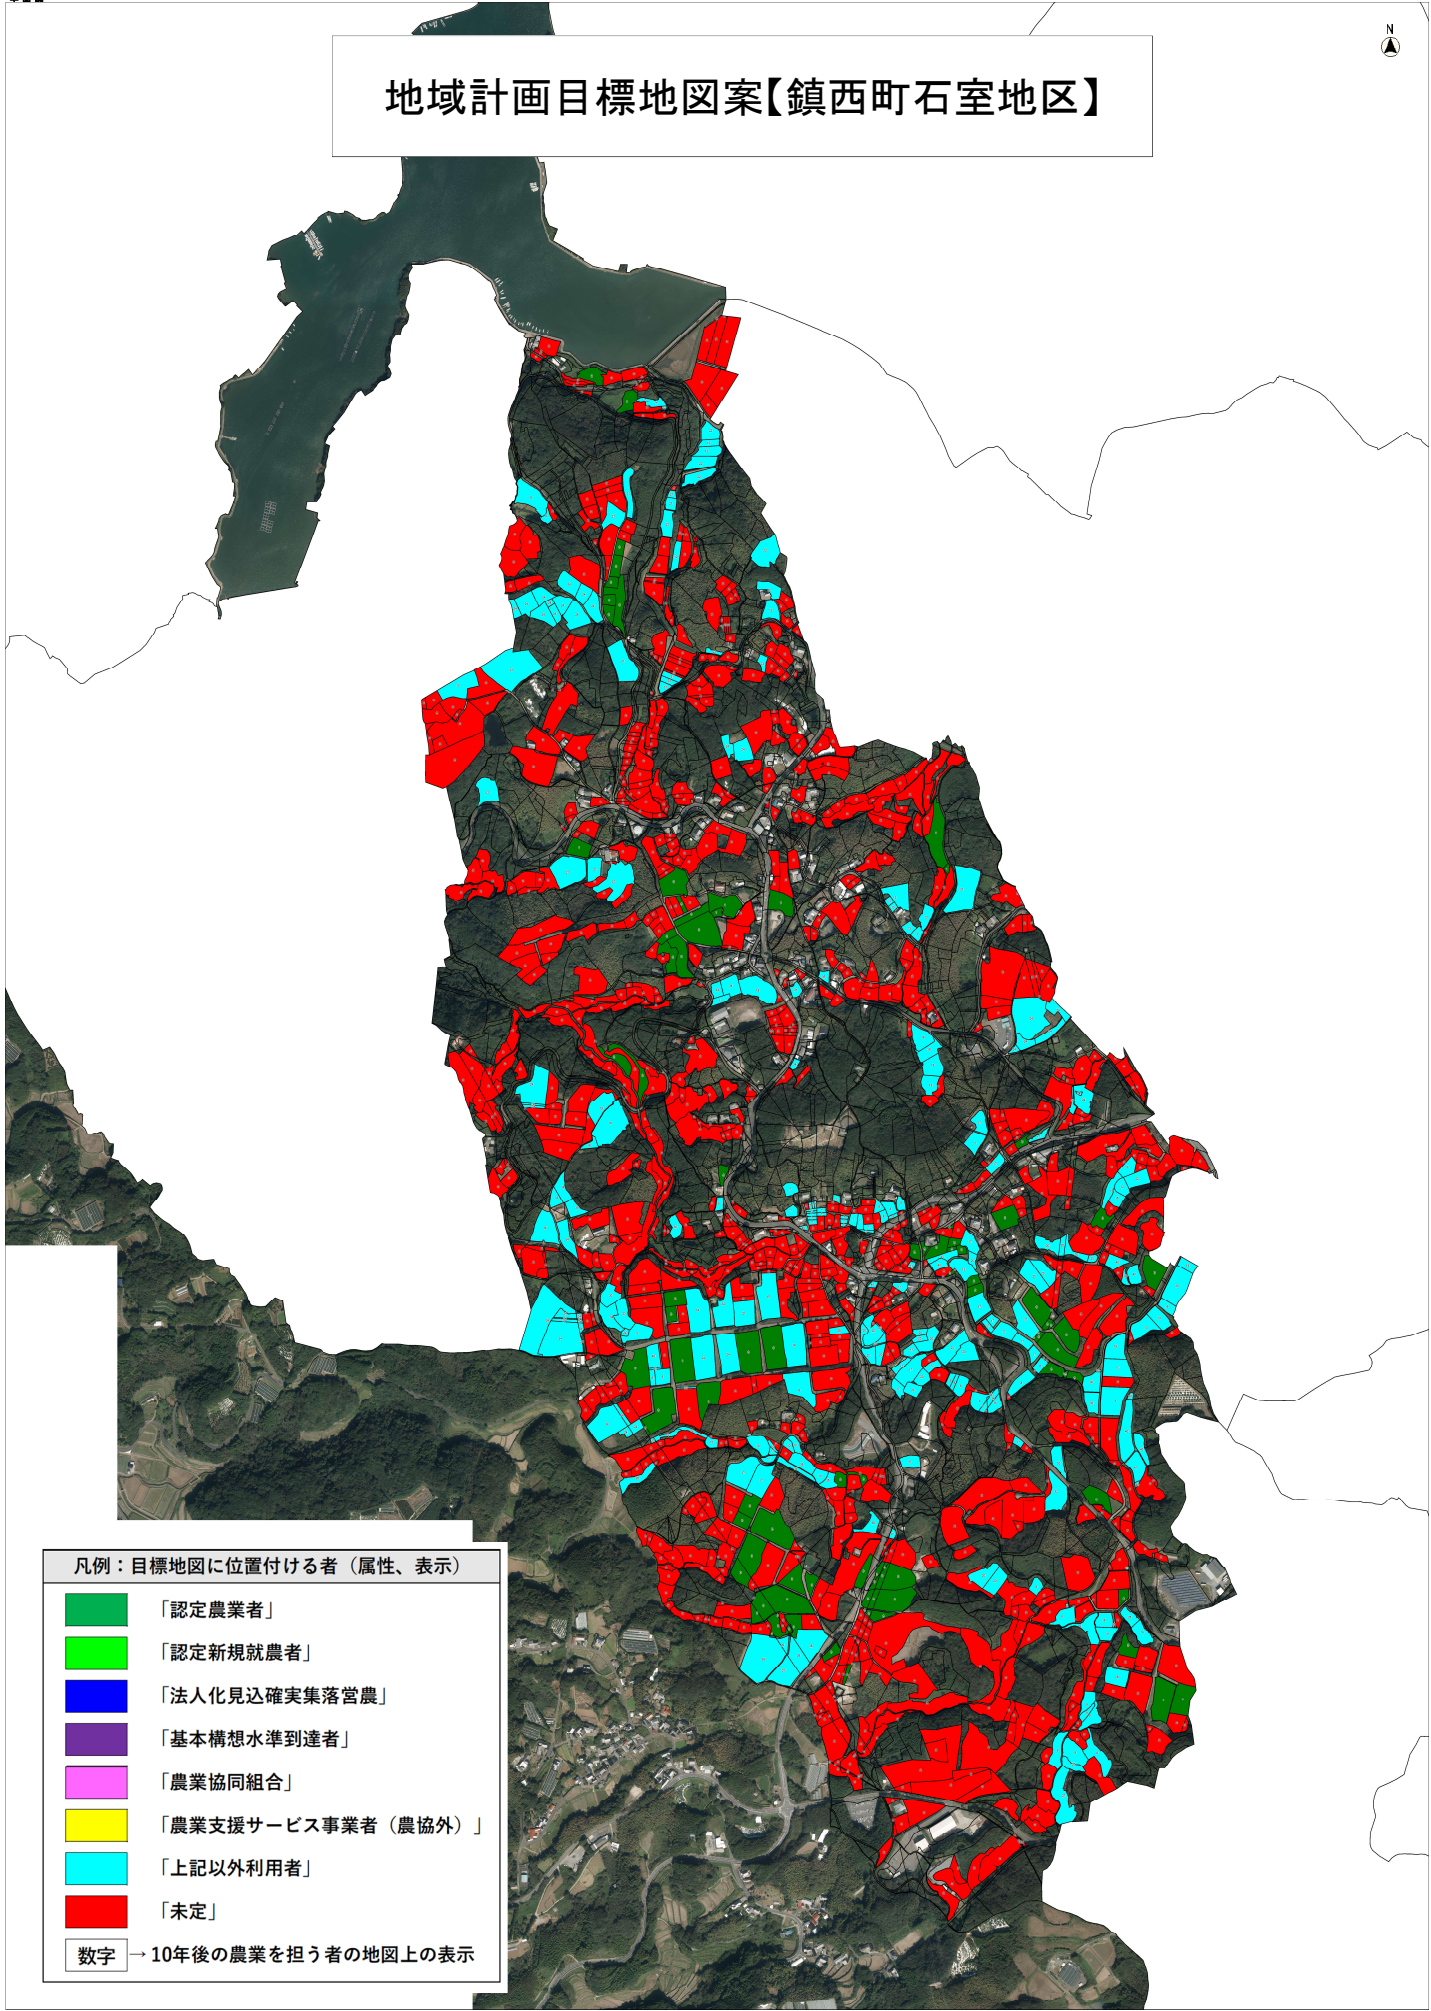 N
地域計画目標地図案【鎮西町石室地区】
凡例：目標地図に位置付ける者（属性、表示）
「認定農業者」
「認定新規就農者」
「法人化見込確実集落営農」
「基本構想水準到達者」
「農業協同組合」
「農業支援サービス事業者（農協外）」
「上記以外利用者」
「未定」
数字→10年後の農業を担う者の地図上の表示